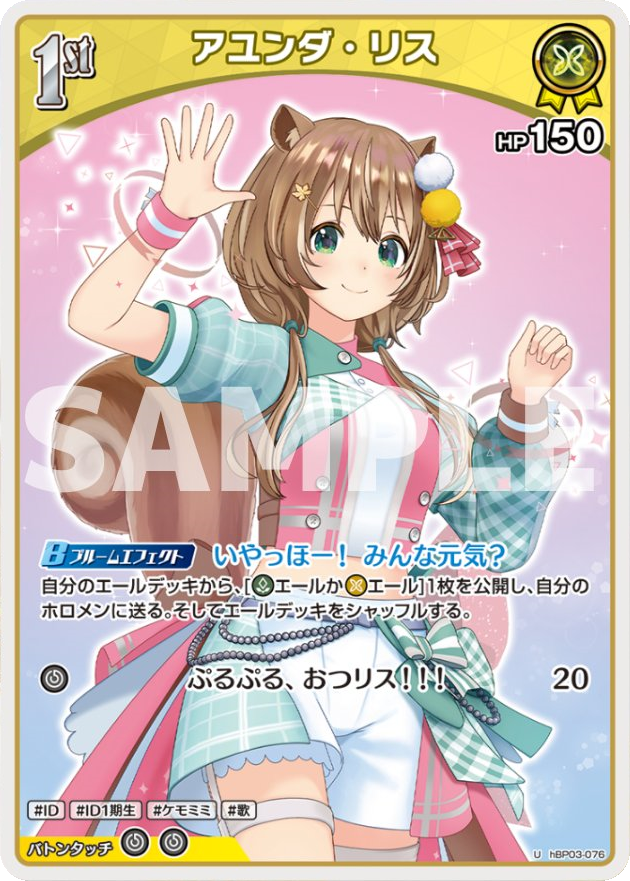 1st
アユンダ・リス
HP150
SAMPLE
Bブルームエフェクト いやっほー！ みんな元気？
自分のエールデッキから、[エールかエール]1枚を公開し、自分の
ホロメンに送る。そしてエールデッキをシャッフルする。
ぷるぷる、おつリス！！！ 20
#ID #ID1期生 #ケモミミ #歌
バトンタッチ
U hBP03-076